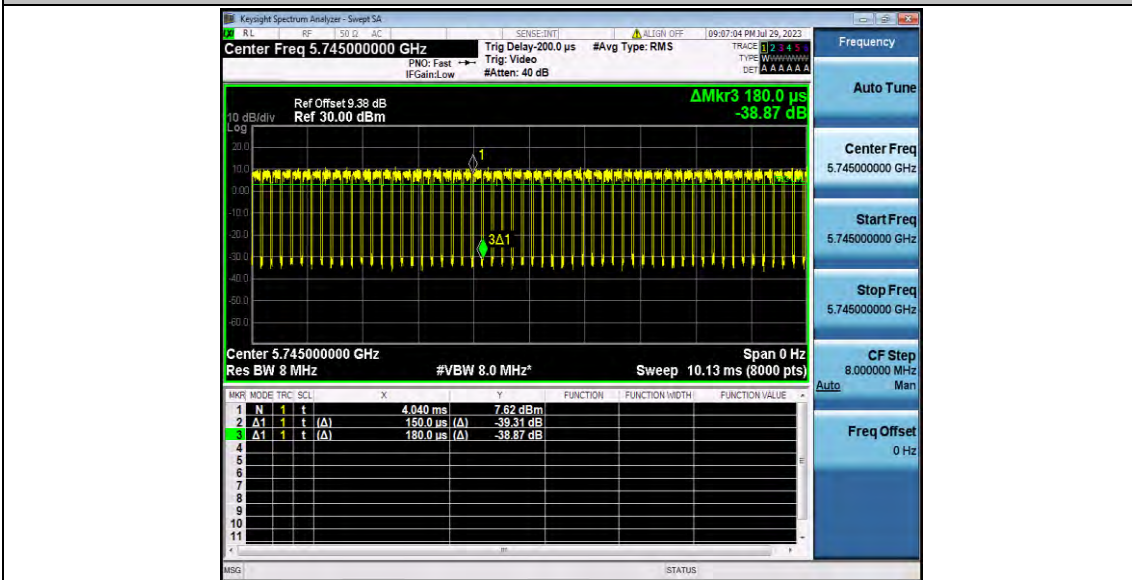 Keysight Spectrum Analyzer - Swept SA
RL RF 50 Ω AC SENSE:INT ALIGN OFF 09:07:04 PM Jul 29, 2023
Center Freq 5.745000000 GHz
PNO: Fast
IFGain:Low
Trig Delay-200.0 µs
Trig: Video
#Atten: 40 dB
#Avg Type: RMS
TRACE 1 2 3 4 5 6
TYPE WWWWWW
DET A A A A A A
ΔMkr3 180.0 µs
-38.87 dB
Ref Offset 9.38 dB
10 dB/div Ref 30.00 dBm
Log
20.0
10.0
0.00
-10.0
-20.0
-30.0
-40.0
-50.0
-60.0
1
3Δ1
Center 5.745000000 GHz Span 0 Hz
Res BW 8 MHz #VBW 8.0 MHz* Sweep 10.13 ms (8000 pts)
MKR MODE TRC SCL X Y FUNCTION FUNCTION WIDTH FUNCTION VALUE
1 N 1 t 4.040 ms 7.62 dBm
2 Δ1 1 t (Δ) 150.0 µs (Δ) -39.31 dB
3 Δ1 1 t (Δ) 180.0 µs (Δ) -38.87 dB
4
5
6
7
8
9
10
11
MSG STATUS
Frequency
Auto Tune
Center Freq
5.745000000 GHz
Start Freq
5.745000000 GHz
Stop Freq
5.745000000 GHz
CF Step
8.000000 MHz
Auto Man
Freq Offset
0 Hz